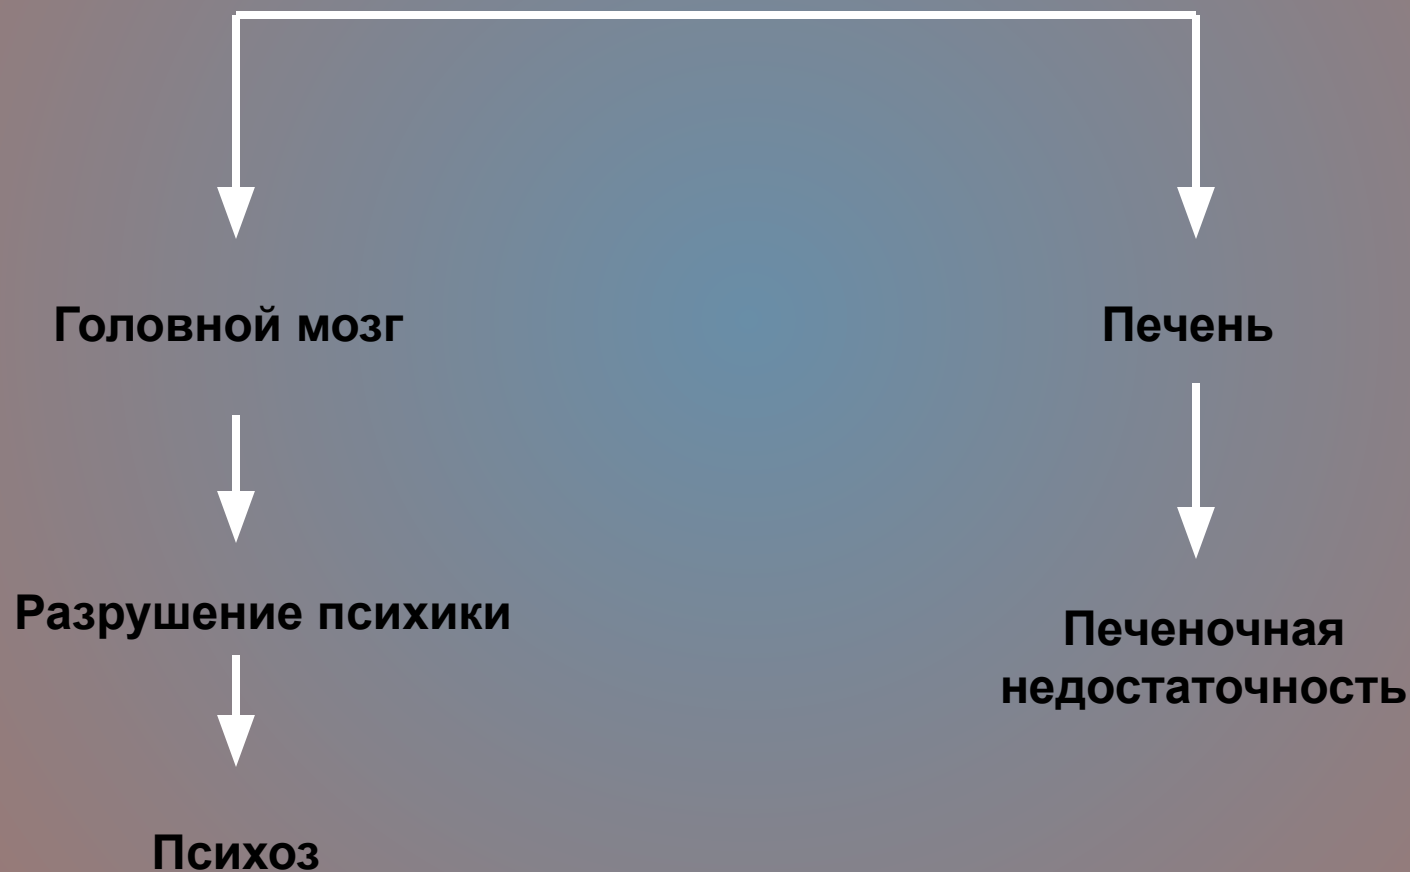 Головной мозг
Печень
Разрушение психики
Печеночная
недостаточность
Психоз